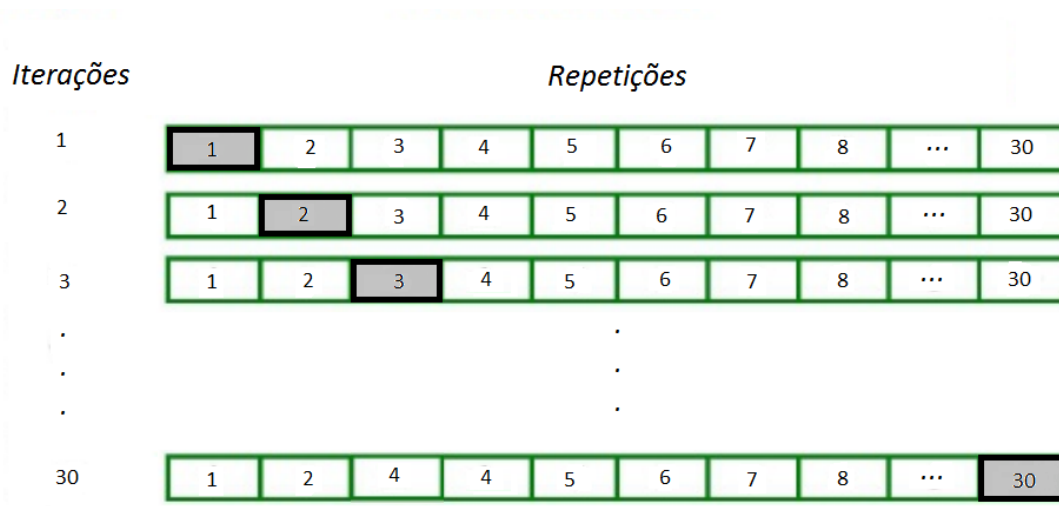 Iterações Repetições
1 1 2 3 4 5 6 7 8 ... 30
2 1 2 3 4 5 6 7 8 ... 30
3 1 2 3 4 5 6 7 8 ... 30
. .
. .
. .
30 1 2 4 4 5 6 7 8 ... 30